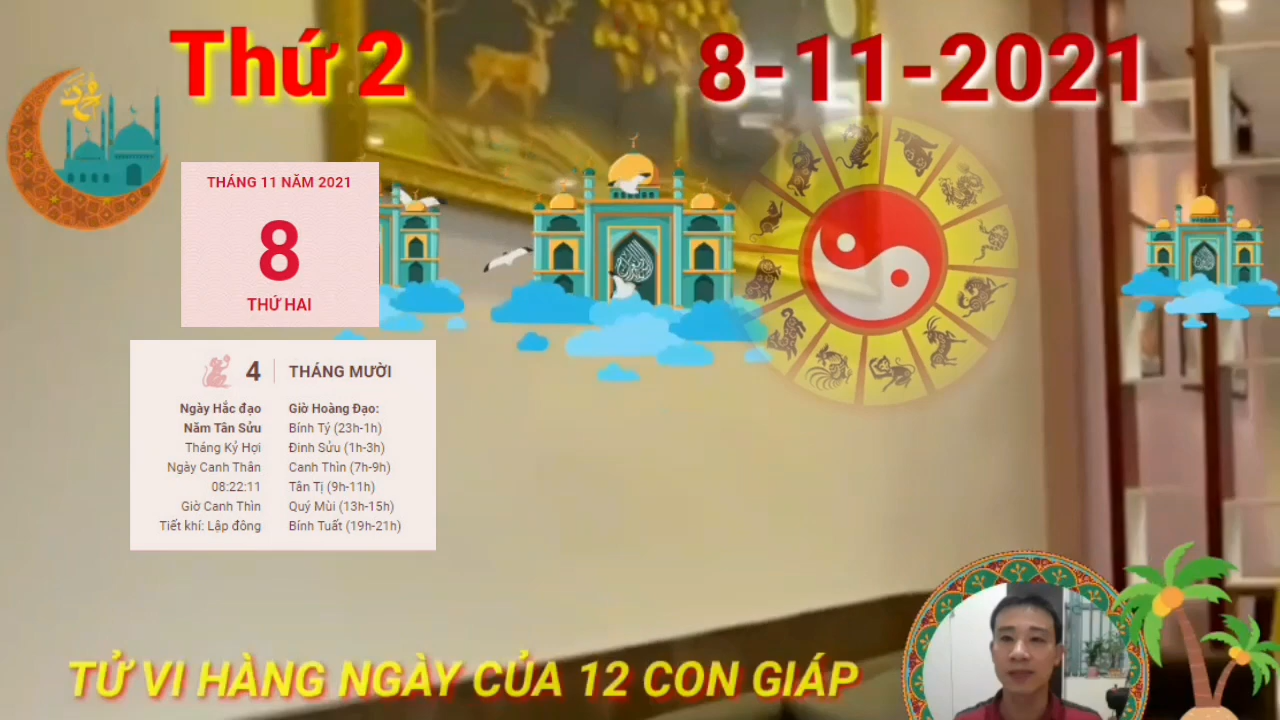 Thứ 2
8-11-2021
THÁNG 11 NĂM 2021
8
THỨ HAI
4 THÁNG MƯỜI
Ngày Hắc đạo
Năm Tân Sửu
Tháng Kỷ Hợi
Ngày Canh Thân
08:22:11
Giờ Canh Thìn
Tiết khí: Lập đông
Giờ Hoàng Đạo:
Bính Tý (23h-1h)
Đinh Sửu (1h-3h)
Canh Thìn (7h-9h)
Tân Tị (9h-11h)
Quý Mùi (13h-15h)
Bính Tuất (19h-21h)
TỬ VI HÀNG NGÀY CỦA 12 CON GIÁP